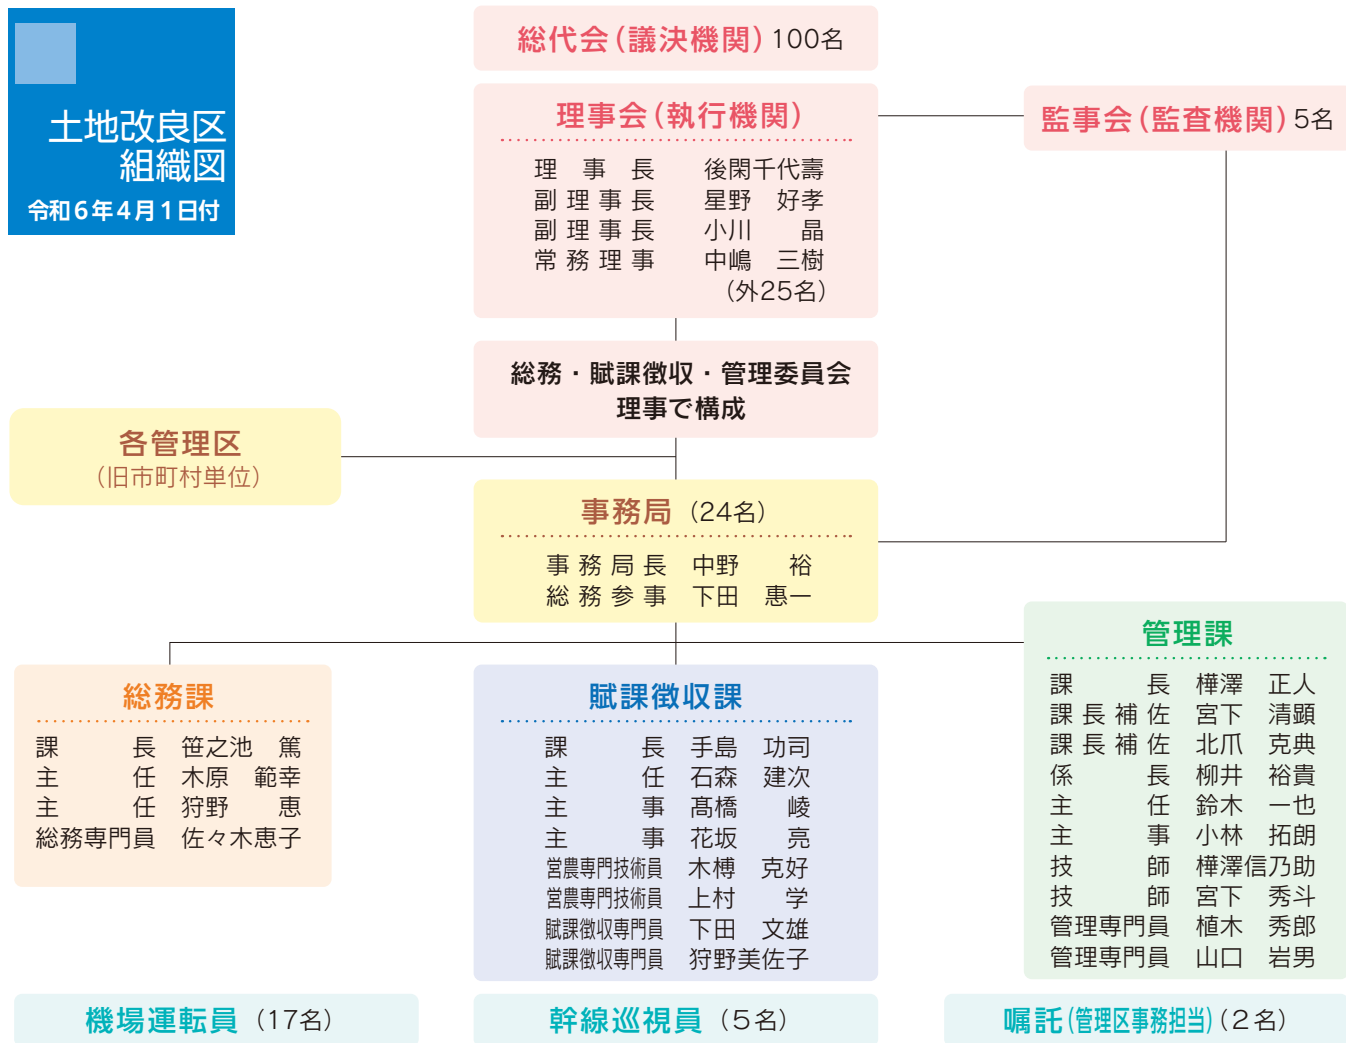 土地改良区
組織図
令和6年4月1日付
総代会(議決機関) 100名
理事会(執行機関)
理事長 後閑千代壽
副理事長 星野 好孝
副理事長 小川 晶
常務理事 中嶋 三樹
(外25名)
監事会(監査機関) 5名
総務・賦課徴収・管理委員会
理事で構成
各管理区
(旧市町村単位)
事務局 (24名)
事務局長 中野 裕
総務参事 下田 惠一
総務課
課長 笹之池 篤
主任 木原 範幸
主任 狩野 恵
総務専門員 佐々木恵子
賦課徴収課
課長 手島 功司
主任 石森 建次
主事 髙橋 崚
主事 花坂 亮
営農専門技術員 木榑 克好
営農専門技術員 上村 学
賦課徴収専門員 下田 文雄
賦課徴収専門員 狩野美佐子
管理課
課長 樺澤 正人
課長補佐 宮下 清顕
課長補佐 北爪 克典
係長 柳井 裕貴
主任 鈴木 一也
主事 小林 拓朗
技師 樺澤信乃助
技師 宮下 秀斗
管理専門員 植木 秀郎
管理専門員 山口 岩男
機場運転員 (17名)
幹線巡視員 (5名)
嘱託(管理区事務担当)(2名)